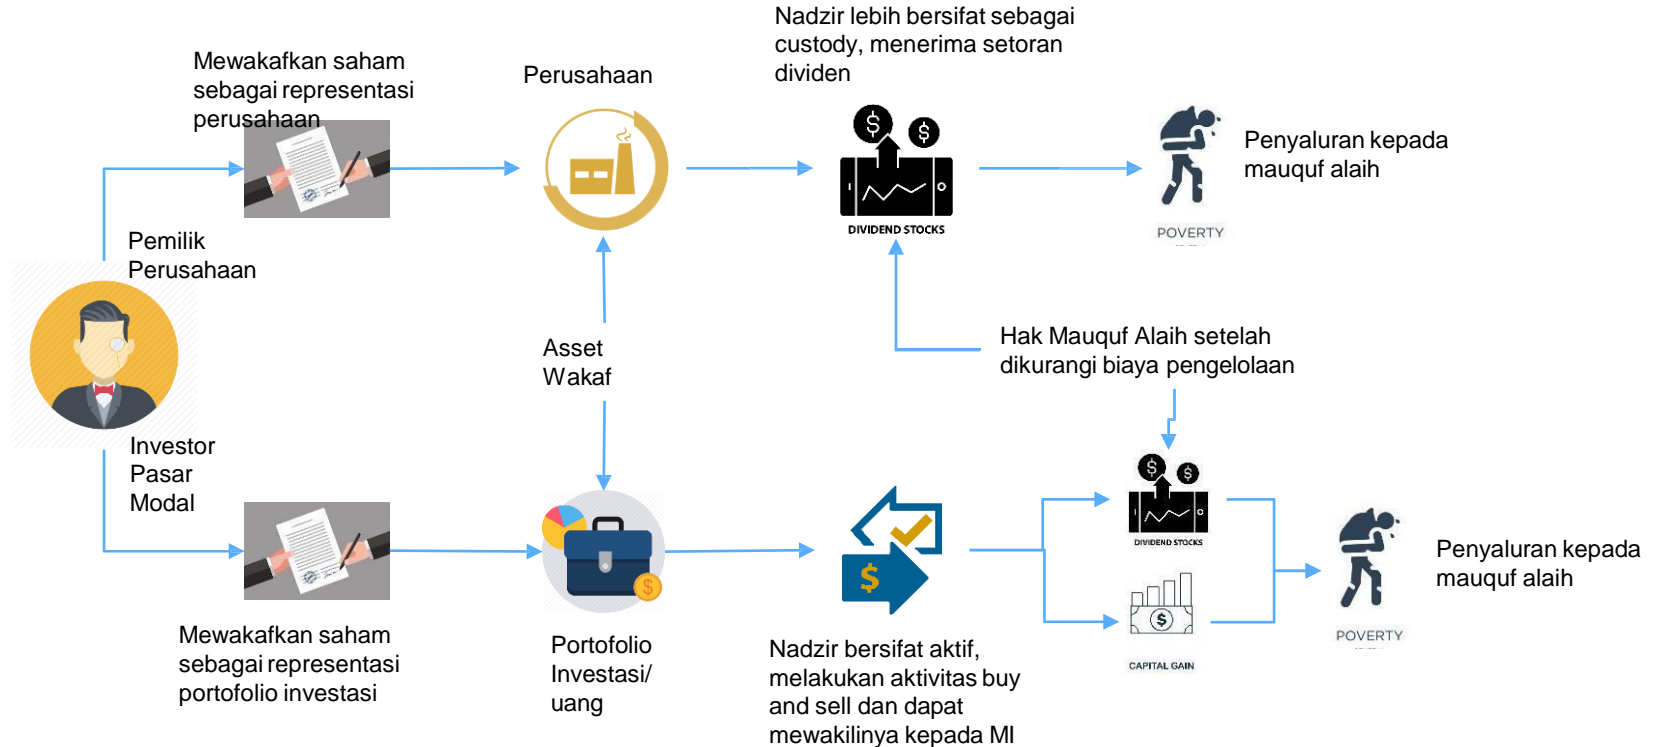 Nadzir lebih bersifat sebagai
custody, menerima setoran
dividen
Mewakafkan saham
sebagai representasi
perusahaan
Perusahaan
$
$
I
O
DIVIDEND STOCKS
Penyaluran kepada
mauquf alaih
POVERTY
Pemilik
Perusahaan
Asset
Wakaf
Hak Mauquf Alaih setelah
dikurangi biaya pengelolaan
Investor
Pasar
Modal
$
$
$
$
I
O
DIVIDEND STOCKS
$
CAPITAL GAIN
Penyaluran kepada
mauquf alaih
POVERTY
Mewakafkan saham
sebagai representasi
portofolio investasi
Portofolio
Investasi/
uang
Nadzir bersifat aktif,
melakukan aktivitas buy
and sell dan dapat
mewakilinya kepada MI